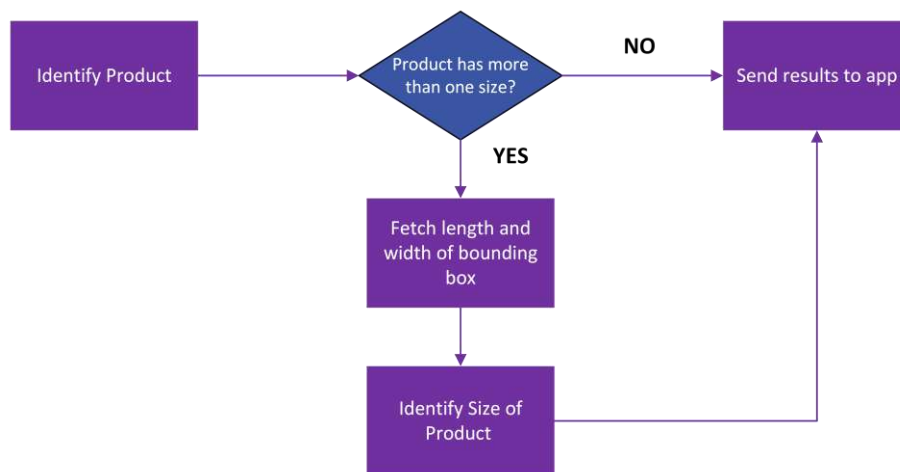 Identify Product
Product has more
than one size?
NO
Send results to app
YES
Fetch length and
width of bounding
box
Identify Size of
Product